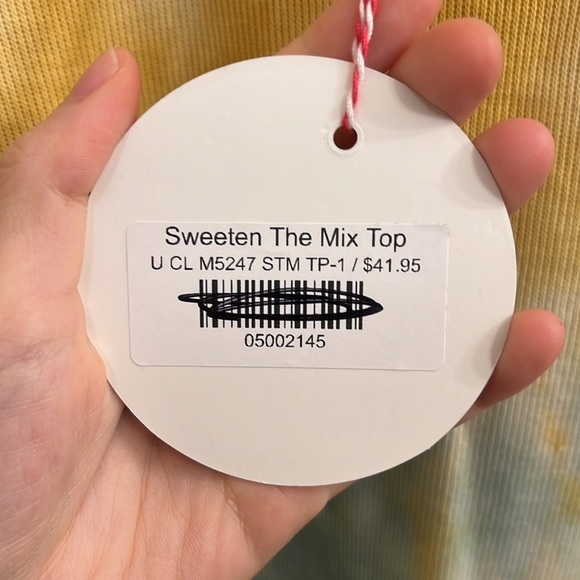 Sweeten The Mix Top
U CL M5247 STM TP-1 / $41.95
05002145